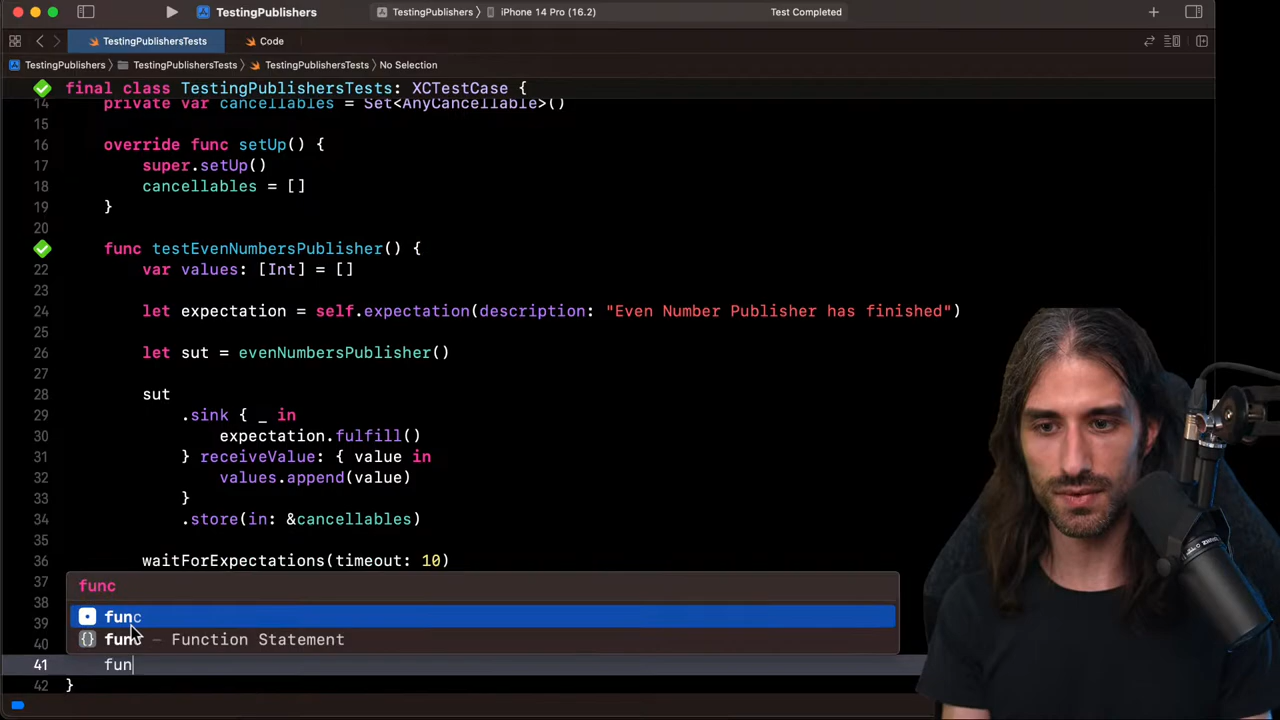 TestingPublishers
TestingPublishers
iPhone 14 Pro (16.2)
Test Completed
TestingPublishersTests
Code
TestingPublishers
TestingPublishersTests
TestingPublishersTests
No Selection
final class TestingPublishersTests: XCTestCase {
14 private var cancellables = Set<AnyCancellable>()
15
16 override func setUp() {
17 super.setUp()
18 cancellables = []
19 }
20
func testEvenNumbersPublisher() {
22 var values: [Int] = []
23
24 let expectation = self.expectation(description: "Even Number Publisher has finished")
25
26 let sut = evenNumbersPublisher()
27
28 sut
29 .sink { _ in
30 expectation.fulfill()
31 } receiveValue: { value in
32 values.append(value)
33 }
34 .store(in: &cancellables)
35
36 waitForExpectations(timeout: 10)
37 func
38 func
39 func – Function Statement
40
41 fun
42 }